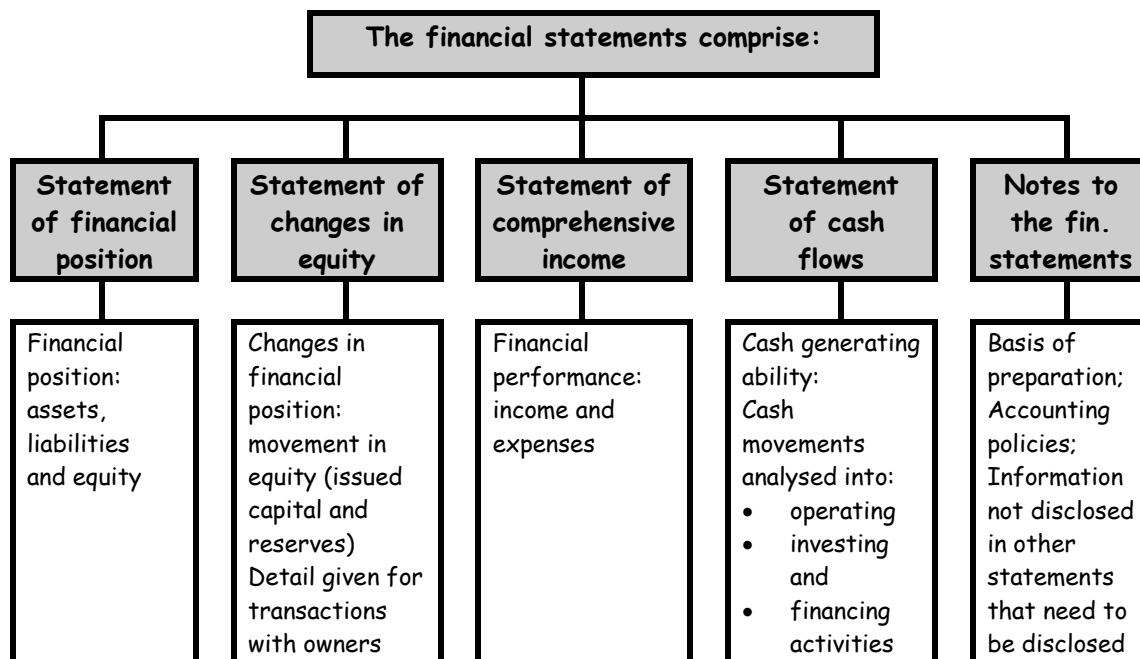 The financial statements comprise:
Statement
of financial
position
Statement of
changes in
equity
Statement of
comprehensive
income
Statement
of cash
flows
Notes to
the fin.
statements
Financial
position:
assets,
liabilities
and equity
Changes in
financial
position:
movement in
equity (issued
capital and
reserves)
Detail given for
transactions
with owners
Financial
performance:
income and
expenses
Cash generating
ability:
Cash
movements
analysed into:
• operating
• investing
and
• financing
activities
Basis of
preparation;
Accounting
policies;
Information
not disclosed
in other
statements
that need to
be disclosed